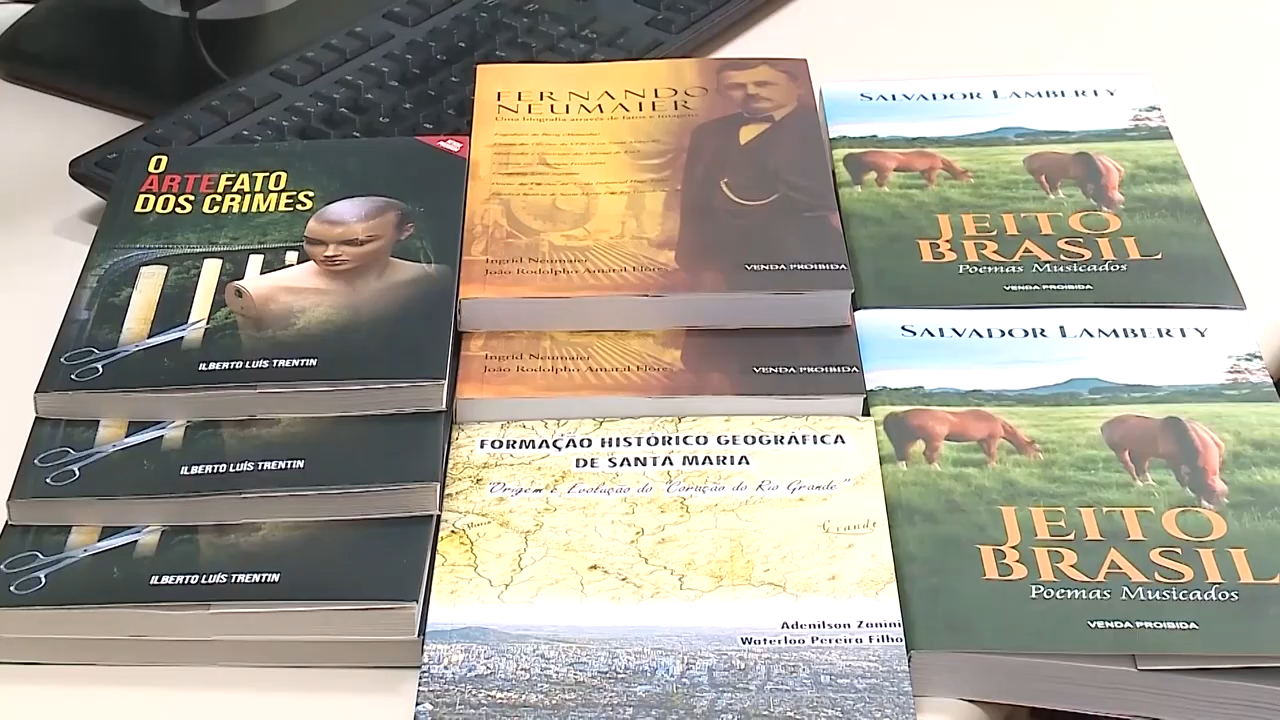 O
ARTEFATO
DOS CRIMES
ILBERTO LUÍS TRENTIN
ILBERTO LUÍS TRENTIN
ILBERTO LUÍS TRENTIN
FERNANDO
NEUMAIER
Uma biografia através de fatos e imagens
Ingrid Neumaier
João Rodolpho Amaral Flôres
VENDA PROIBIDA
Ingrid Neumaier
João Rodolpho Amaral Flôres
VENDA PROIBIDA
FORMAÇÃO HISTÓRICO GEOGRÁFICA
DE SANTA MARIA
"Origem e Evolução do "Coração do Rio Grande"
Grande
Adenilson Zanini
Waterloo Pereira Filho
SALVADOR LAMBERTY
JEITO
BRASIL
Poemas Musicados
VENDA PROIBIDA
SALVADOR LAMBERTY
JEITO
BRASIL
Poemas Musicados
VENDA PROIBIDA